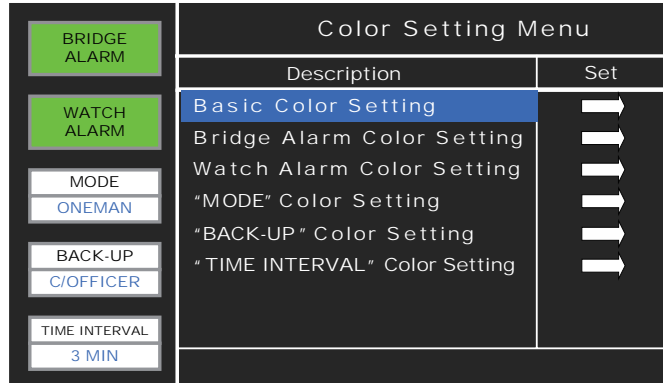 BRIDGE
ALARM
WATCH
ALARM
MODE
ONEMAN
BACK-UP
C/OFFICER
TIME INTERVAL
3 MIN
Color Setting Menu
Description Set
Basic Color Setting
Bridge Alarm Color Setting
Watch Alarm Color Setting
“MODE” Color Setting
“BACK-UP” Color Setting
“TIME INTERVAL” Color Setting